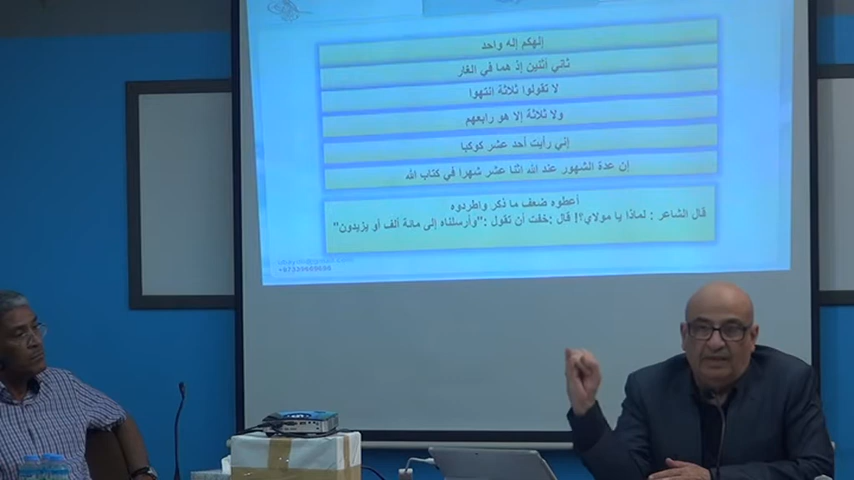 إلهكم إله واحد
ثاني أثنين إذ هما في الغار
لا تقولوا ثلاثة انتهوا
ولا ثلاثة إلا هو رابعهم
إني رأيت أحد عشر كوكبا
إن عدة الشهور عند الله اثنا عشر شهرا في كتاب الله
أعطوه ضعف ما ذكر واطردوه
قال الشاعر : لماذا يا مولاي؟! قال :خفت أن تقول :"وأرسلناه إلى مائة ألف أو يزيدون"